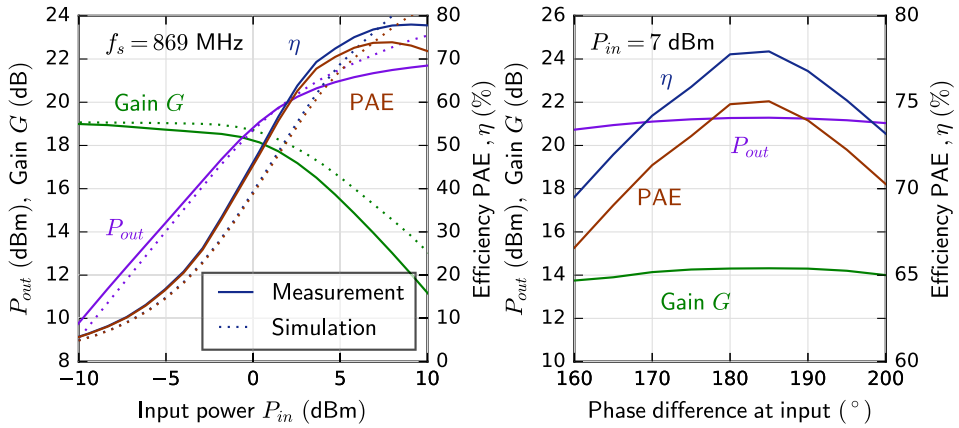 f_s = 869 MHz
η
Gain G
PAE
P_out
Measurement
Simulation
24
22
20
18
16
14
12
10
8
80
70
60
50
40
30
20
10
0
−10
−5
0
5
10
P_out (dBm), Gain G (dB)
Efficiency PAE , η (%)
Input power P_in (dBm)
P_in = 7 dBm
η
P_out
PAE
Gain G
26
24
22
20
18
16
14
12
10
80
75
70
65
60
160
170
180
190
200
P_out (dBm), Gain G (dB)
Efficiency PAE , η (%)
Phase difference at input (°)